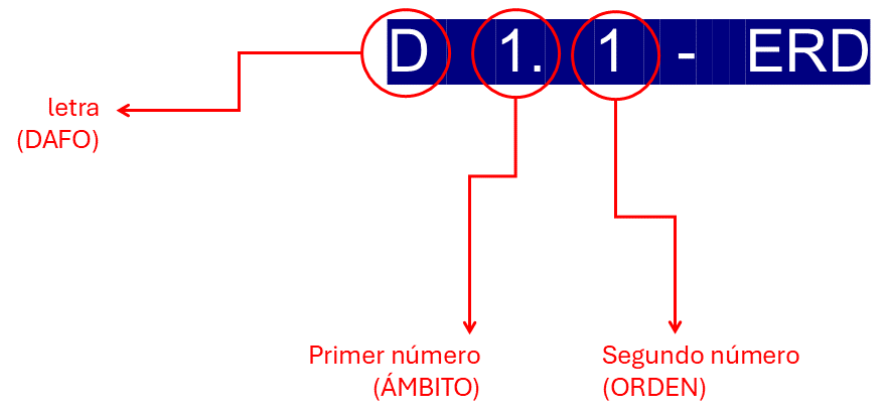 D 1. 1 - ERD
letra
(DAFO)
Primer número
(ÁMBITO)
Segundo número
(ORDEN)